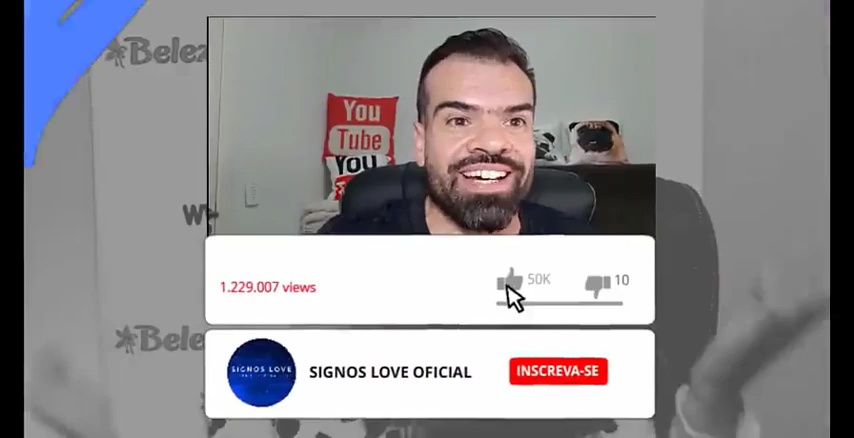 You
Tube
YOU
1.229.007 views
50K
10
SIGNOS LOVE
SIGNOS LOVE OFICIAL
INSCREVA-SE